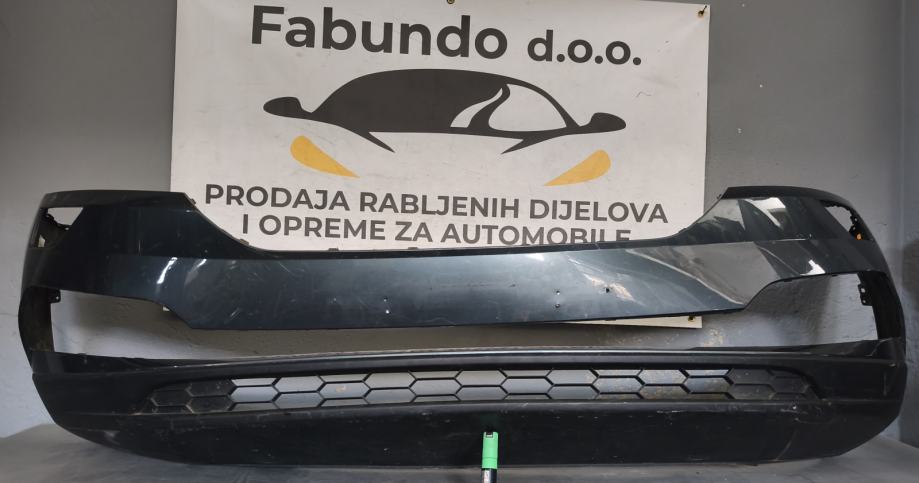 Fabundo d.o.o.
PRODAJA RABLJENIH DIJELOVA
I OPREME ZA AUTOMOBILE